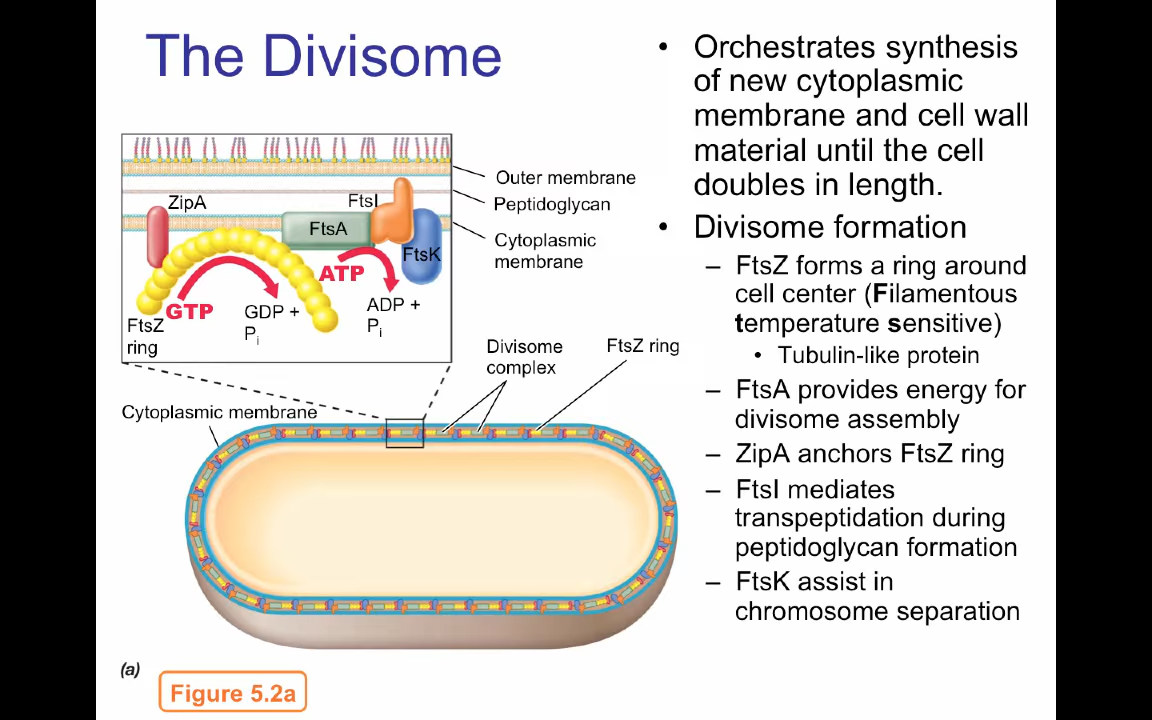 The Divisome
ZipA
FtsI
FtsA
FtsK
ATP
GTP
GDP +
Pi
ADP +
Pi
FtsZ
ring
Outer membrane
Peptidoglycan
Cytoplasmic
membrane
Divisome
complex
FtsZ ring
Cytoplasmic membrane
(a)
Figure 5.2a
• Orchestrates synthesis
of new cytoplasmic
membrane and cell wall
material until the cell
doubles in length.
• Divisome formation
– FtsZ forms a ring around
cell center (Filamentous
temperature sensitive)
• Tubulin-like protein
– FtsA provides energy for
divisome assembly
– ZipA anchors FtsZ ring
– FtsI mediates
transpeptidation during
peptidoglycan formation
– FtsK assist in
chromosome separation